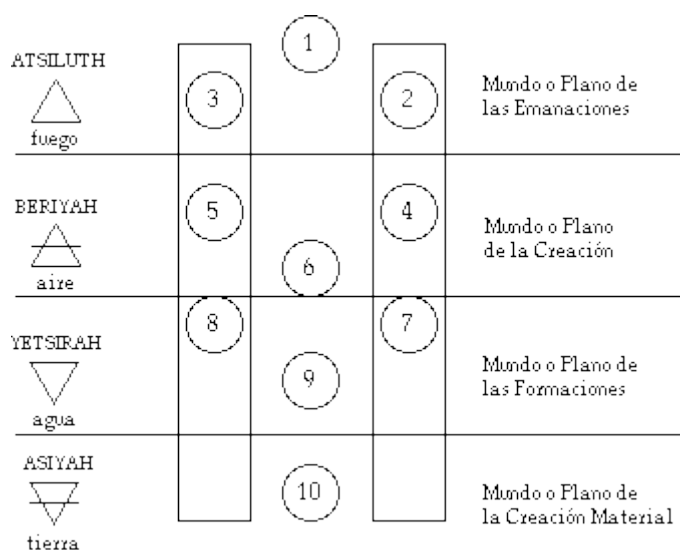 1
ATSILUTH
3
2
Mundo o Plano de
las Emanaciones
fuego
BERIYAH
5
4
Mundo o Plano
de la Creación
6
aire
YETSIRAH
8
7
Mundo o Plano de
las Formaciones
9
agua
ASIYAH
10
Mundo o Plano de
la Creación Material
tierra